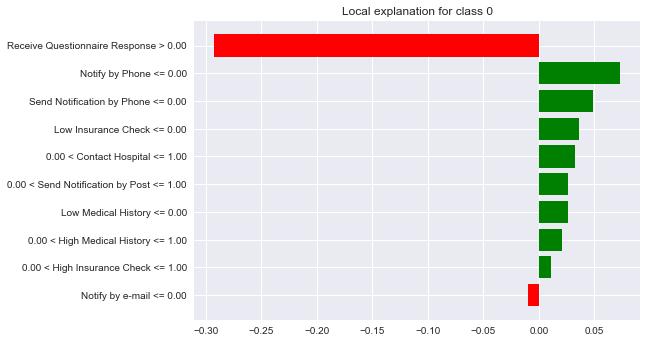 Local explanation for class 0
Receive Questionnaire Response > 0.00
Notify by Phone <= 0.00
Send Notification by Phone <= 0.00
Low Insurance Check <= 0.00
0.00 < Contact Hospital <= 1.00
0.00 < Send Notification by Post <= 1.00
Low Medical History <= 0.00
0.00 < High Medical History <= 1.00
0.00 < High Insurance Check <= 1.00
Notify by e-mail <= 0.00
−0.30 −0.25 −0.20 −0.15 −0.10 −0.05 0.00 0.05